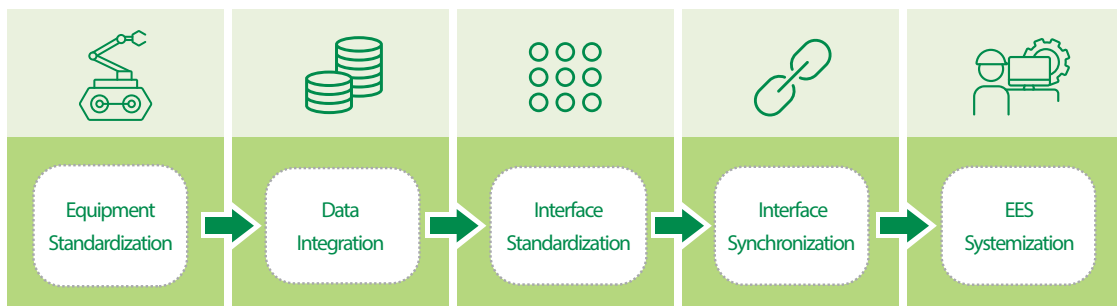 Equipment
Standardization
Data
Integration
Interface
Standardization
Interface
Synchronization
EES
Systemization